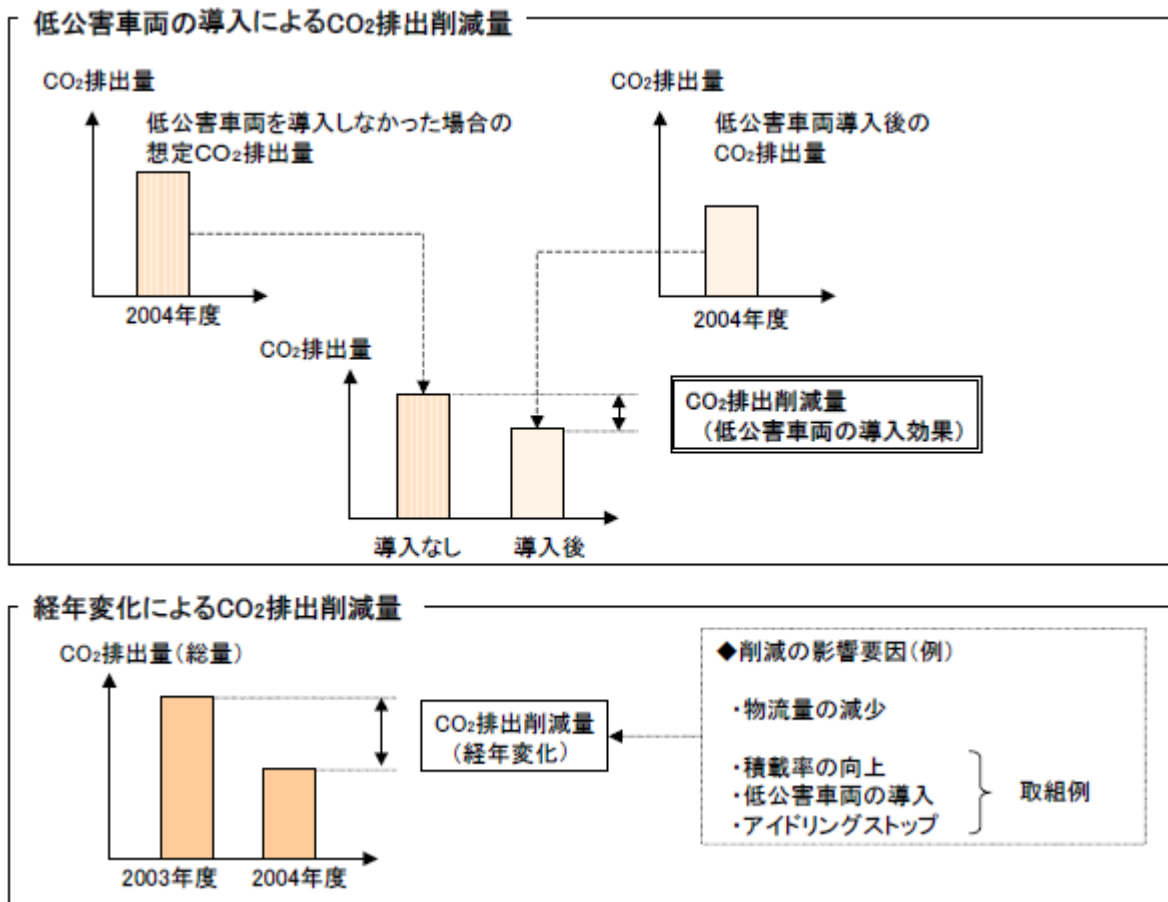 低公害車両の導入によるCO₂排出削減量
CO₂排出量
低公害車両を導入しなかった場合の
想定CO₂排出量
2004年度
CO₂排出量
低公害車両導入後の
CO₂排出量
2004年度
CO₂排出量
導入なし
導入後
CO₂排出削減量
(低公害車両の導入効果)
経年変化によるCO₂排出削減量
CO₂排出量(総量)
2003年度
2004年度
CO₂排出削減量
(経年変化)
◆削減の影響要因(例)
・物流量の減少
・積載率の向上
・低公害車両の導入
・アイドリングストップ
取組例